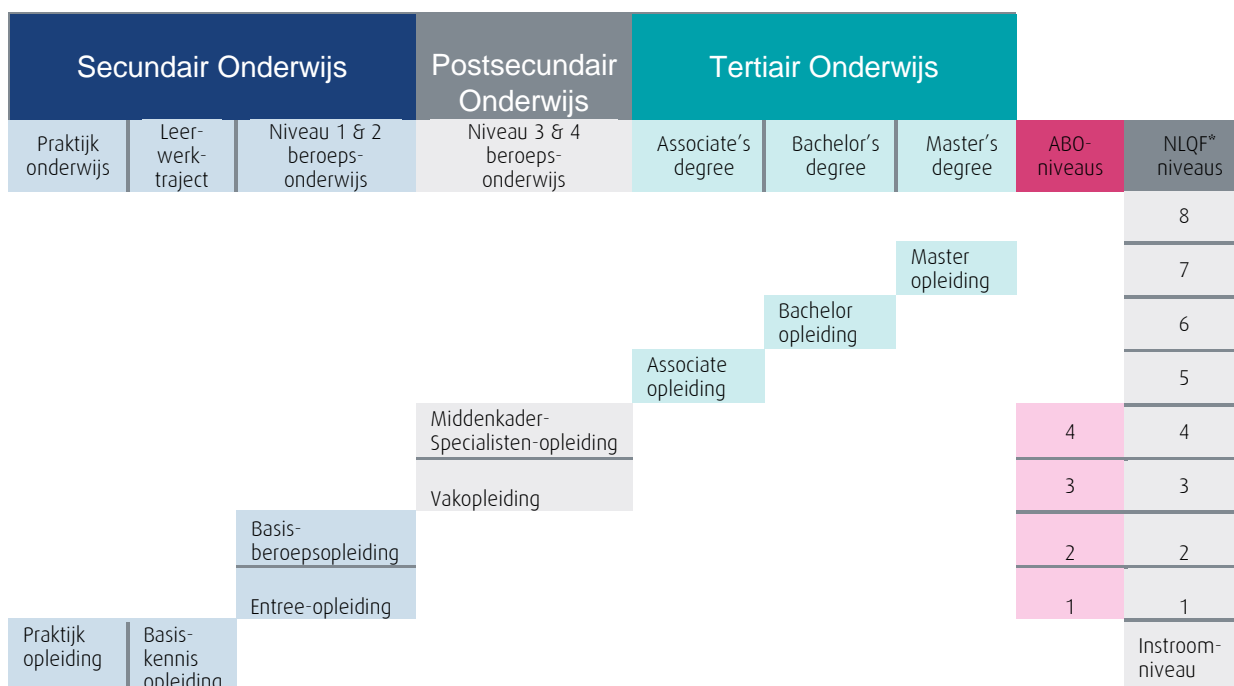 Secundair Onderwijs
Postsecundair
Onderwijs
Tertiair Onderwijs
Praktijk
onderwijs
Leer-
werk-
traject
Niveau 1 & 2
beroeps-
onderwijs
Niveau 3 & 4
beroeps-
onderwijs
Associate's
degree
Bachelor's
degree
Master's
degree
ABO-
niveaus
NLQF*
niveaus
8
Master
opleiding
7
Bachelor
opleiding
6
Associate
opleiding
5
Middenkader-
Specialisten-opleiding
4
4
Vakopleiding
3
3
Basis-
beroepsopleiding
2
2
Entree-opleiding
1
1
Praktijk
opleiding
Basis-
kennis
opleiding
Instroom-
niveau